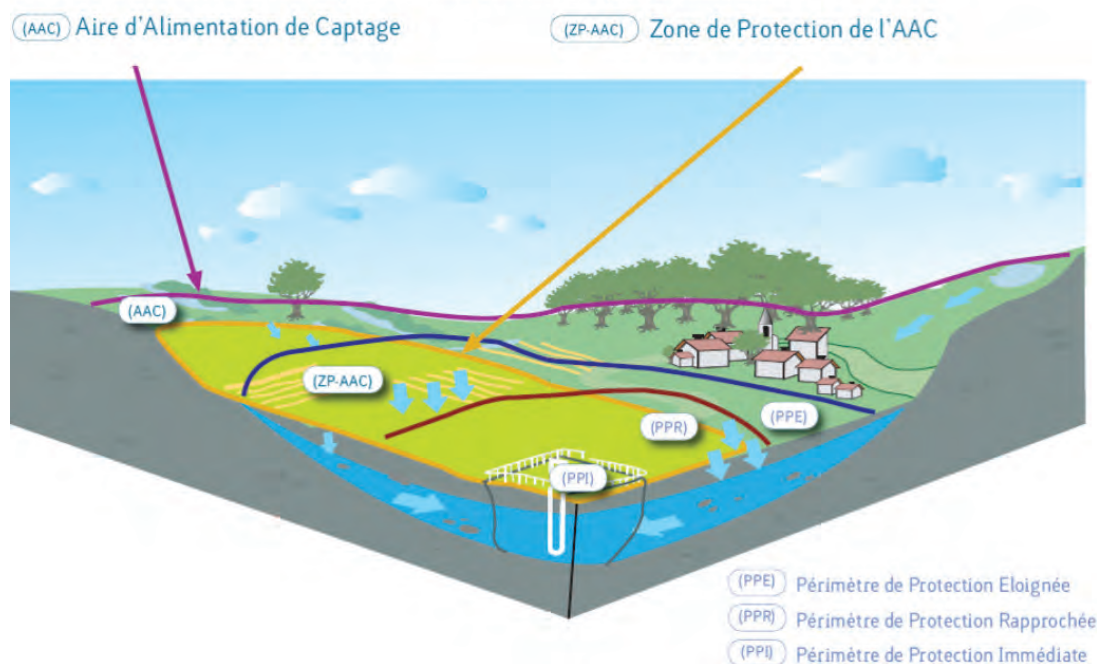 (AAC) Aire d'Alimentation de Captage
(ZP-AAC) Zone de Protection de l'AAC
(AAC)
(ZP-AAC)
(PPR)
(PPE)
(PPI)
(PPE) Périmètre de Protection Eloignée
(PPR) Périmètre de Protection Rapprochée
(PPI) Périmètre de Protection Immédiate